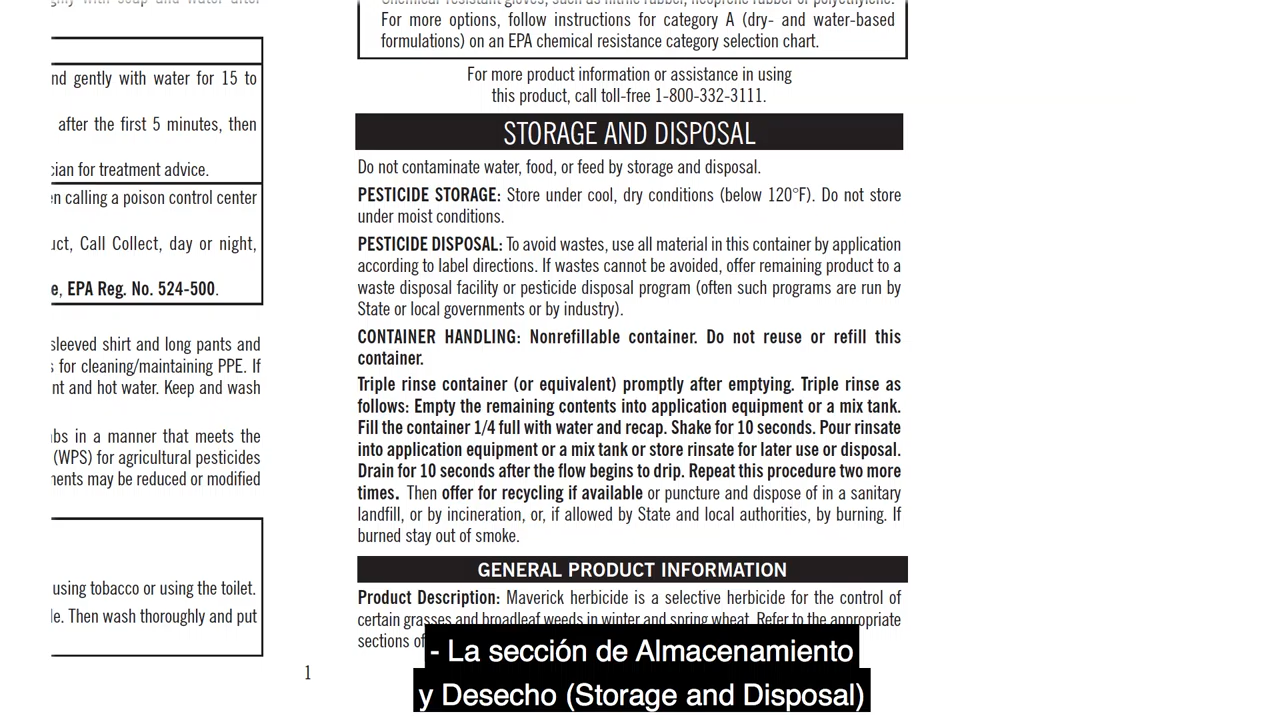 nd gently with water for 15 to
after the first 5 minutes, then
cian for treatment advice.
en calling a poison control center
uct, Call Collect, day or night,
e, EPA Reg. No. 524-500.
sleeved shirt and long pants and
s for cleaning/maintaining PPE. If
nt and hot water. Keep and wash
bs in a manner that meets the
(WPS) for agricultural pesticides
ments may be reduced or modified
using tobacco or using the toilet.
le. Then wash thoroughly and put
1
Chemical resistant gloves, such as nitrile rubber, neoprene rubber or polyethylene.
For more options, follow instructions for category A (dry- and water-based
formulations) on an EPA chemical resistance category selection chart.
For more product information or assistance in using
this product, call toll-free 1-800-332-3111.
STORAGE AND DISPOSAL
Do not contaminate water, food, or feed by storage and disposal.
PESTICIDE STORAGE: Store under cool, dry conditions (below 120°F). Do not store
under moist conditions.
PESTICIDE DISPOSAL: To avoid wastes, use all material in this container by application
according to label directions. If wastes cannot be avoided, offer remaining product to a
waste disposal facility or pesticide disposal program (often such programs are run by
State or local governments or by industry).
CONTAINER HANDLING: Nonrefillable container. Do not reuse or refill this
container.
Triple rinse container (or equivalent) promptly after emptying. Triple rinse as
follows: Empty the remaining contents into application equipment or a mix tank.
Fill the container 1/4 full with water and recap. Shake for 10 seconds. Pour rinsate
into application equipment or a mix tank or store rinsate for later use or disposal.
Drain for 10 seconds after the flow begins to drip. Repeat this procedure two more
times. Then offer for recycling if available or puncture and dispose of in a sanitary
landfill, or by incineration, or, if allowed by State and local authorities, by burning. If
burned stay out of smoke.
GENERAL PRODUCT INFORMATION
Product Description: Maverick herbicide is a selective herbicide for the control of
certain grasses and broadleaf weeds in winter and spring wheat. Refer to the appropriate
sections of
- La sección de Almacenamiento
y Desecho (Storage and Disposal)